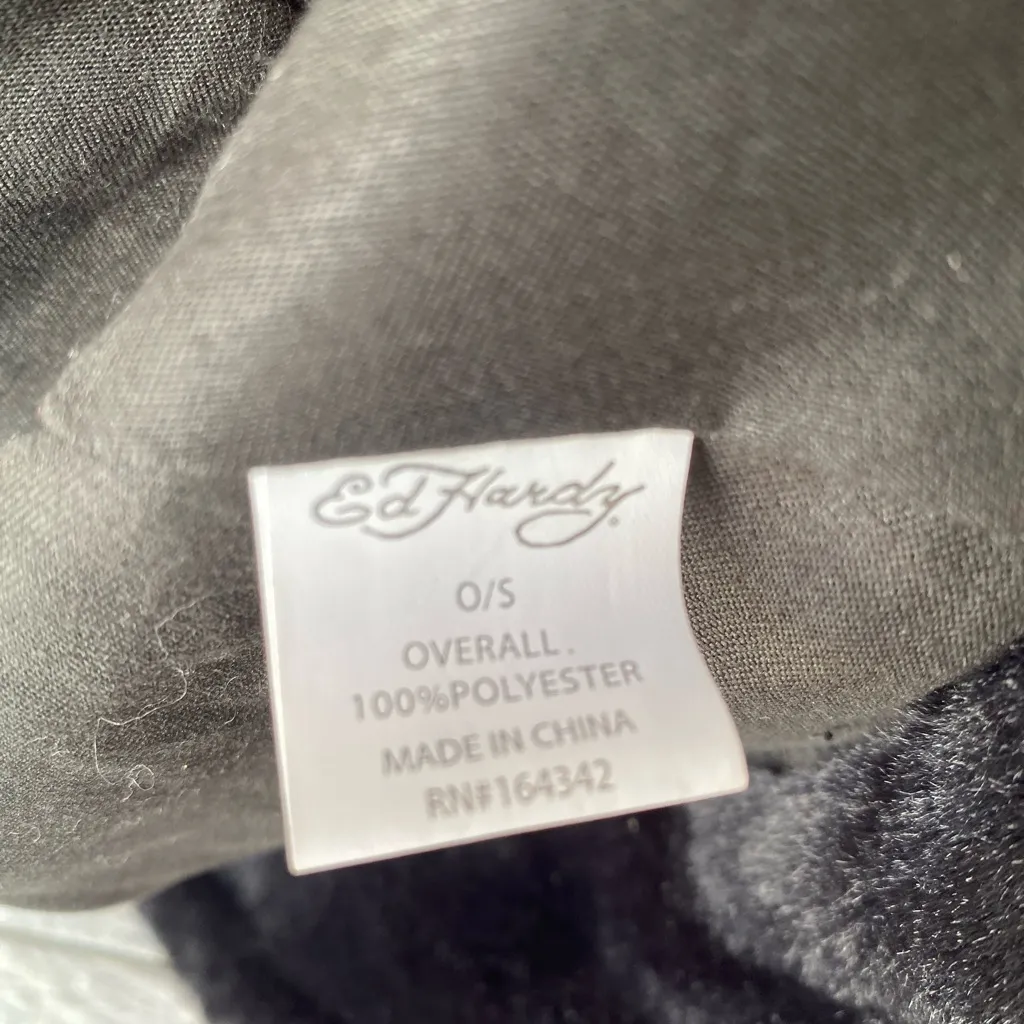 Ed Hardy®
O/S
OVERALL.
100%POLYESTER
MADE IN CHINA
RN#164342